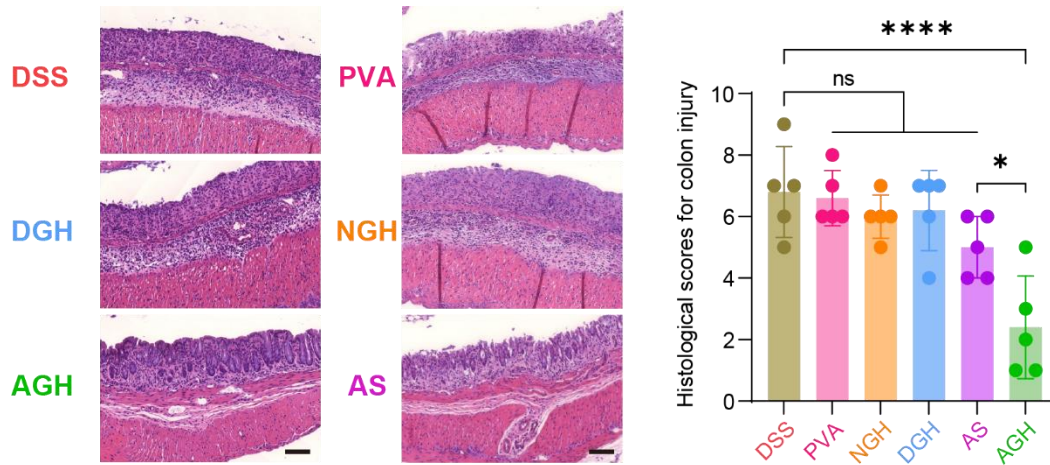 DSS
PVA
DGH
NGH
AGH
AS
****
ns
*
Histological scores for colon injury
10
8
6
4
2
0
DSS
PVA
NGH
DGH
AS
AGH